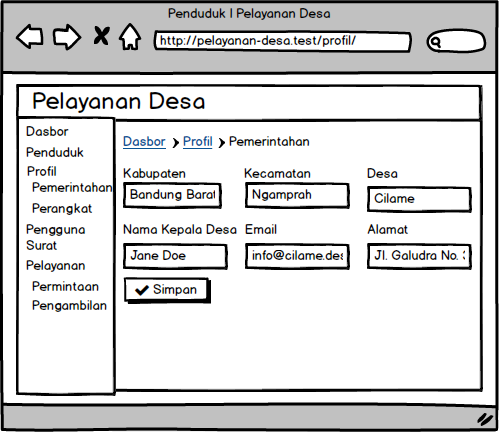 Penduduk | Pelayanan Desa
http://pelayanan-desa.test/profil/
Pelayanan Desa
Dasbor
Penduduk
Profil
Pemerintahan
Perangkat
Pengguna
Surat
Pelayanan
Permintaan
Pengambilan
Dasbor > Profil > Pemerintahan
Kabupaten Kecamatan Desa
Bandung Barat Ngamprah Cilame
Nama Kepala Desa Email Alamat
Jane Doe info@cilame.des Jl. Galudra No.
Simpan